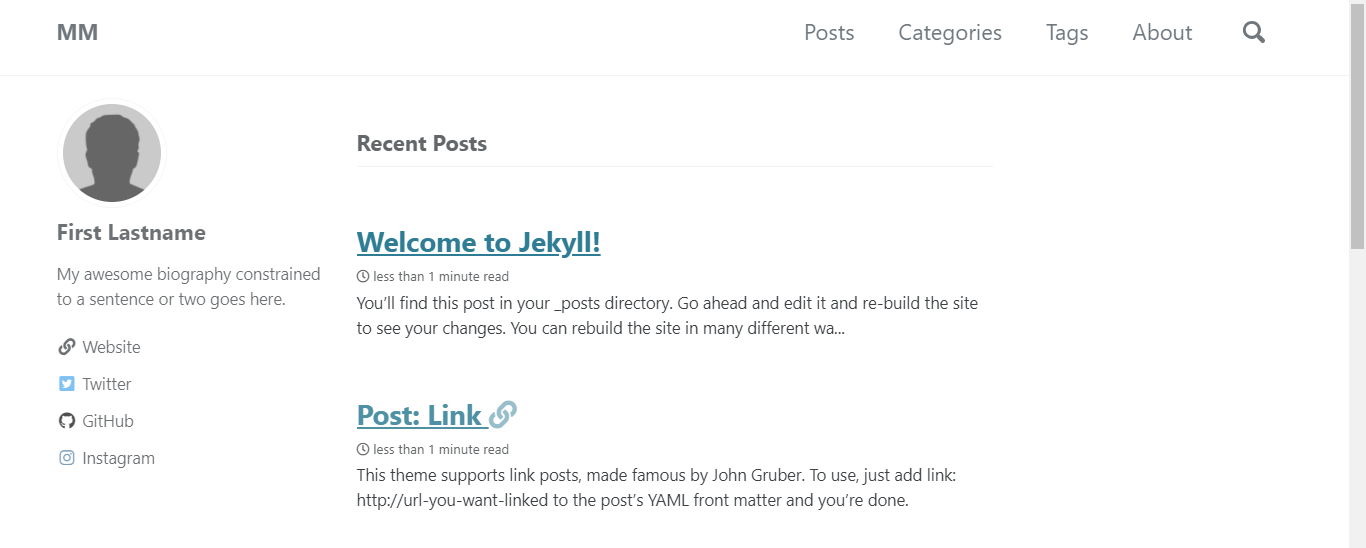 MM
Posts
Categories
Tags
About
First Lastname
My awesome biography constrained
to a sentence or two goes here.
Website
Twitter
GitHub
Instagram
Recent Posts
Welcome to Jekyll!
less than 1 minute read
You’ll find this post in your _posts directory. Go ahead and edit it and re-build the site
to see your changes. You can rebuild the site in many different wa...
Post: Link
less than 1 minute read
This theme supports link posts, made famous by John Gruber. To use, just add link:
http://url-you-want-linked to the post’s YAML front matter and you’re done.